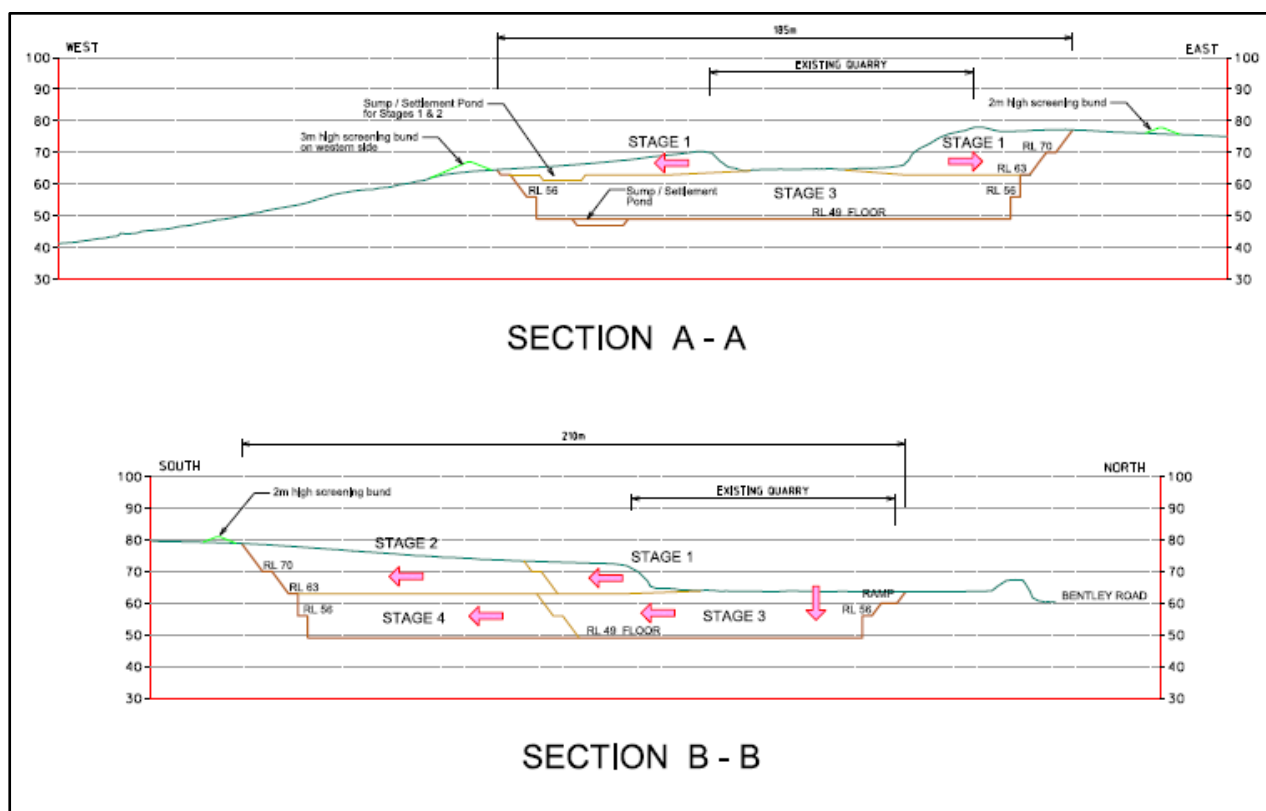 185m
WEST
EAST
EXISTING QUARRY
100
90
80
70
60
50
40
30
100
90
80
70
60
50
40
30
Sump / Settlement Pond
for Stages 1 & 2
3m high screening bund
on western side
2m high screening bund
STAGE 1
STAGE 1
RL 70
RL 63
RL 56
RL 56
STAGE 3
Sump / Settlement
Pond
RL 49 FLOOR
SECTION A - A
210m
SOUTH
NORTH
EXISTING QUARRY
100
90
80
70
60
50
40
30
100
90
80
70
60
50
40
30
2m high screening bund
STAGE 2
STAGE 1
RL 70
RL 63
RL 56
RAMP
RL 56
BENTLEY ROAD
STAGE 4
STAGE 3
RL 49 FLOOR
SECTION B - B